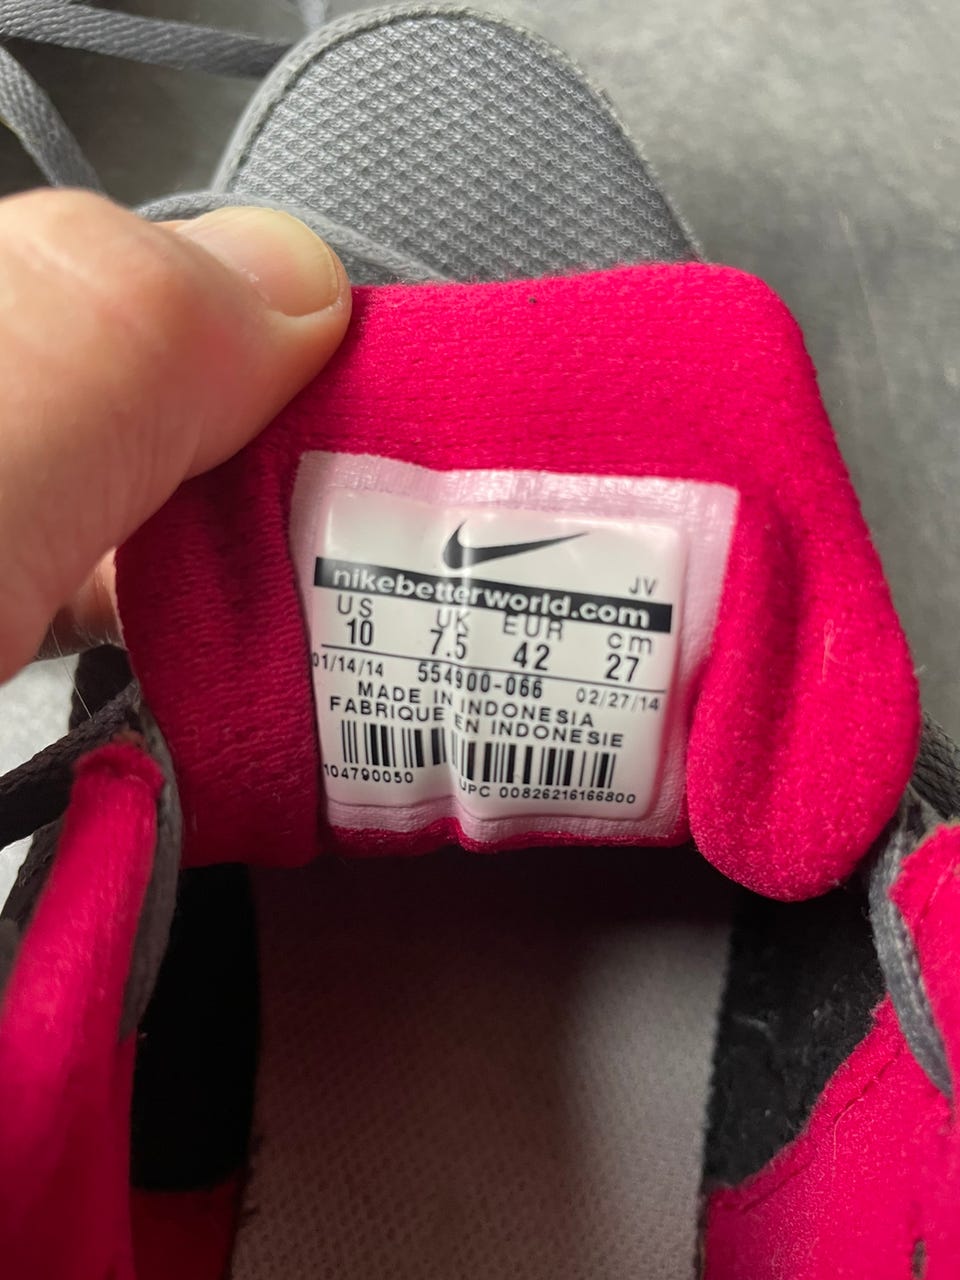 JV
nikebetterworld.com
US UK EUR cm
10 7.5 42 27
01/14/14 554900-066 02/27/14
MADE IN INDONESIA
FABRIQUE EN INDONESIE
104790050 UPC 00826216166800